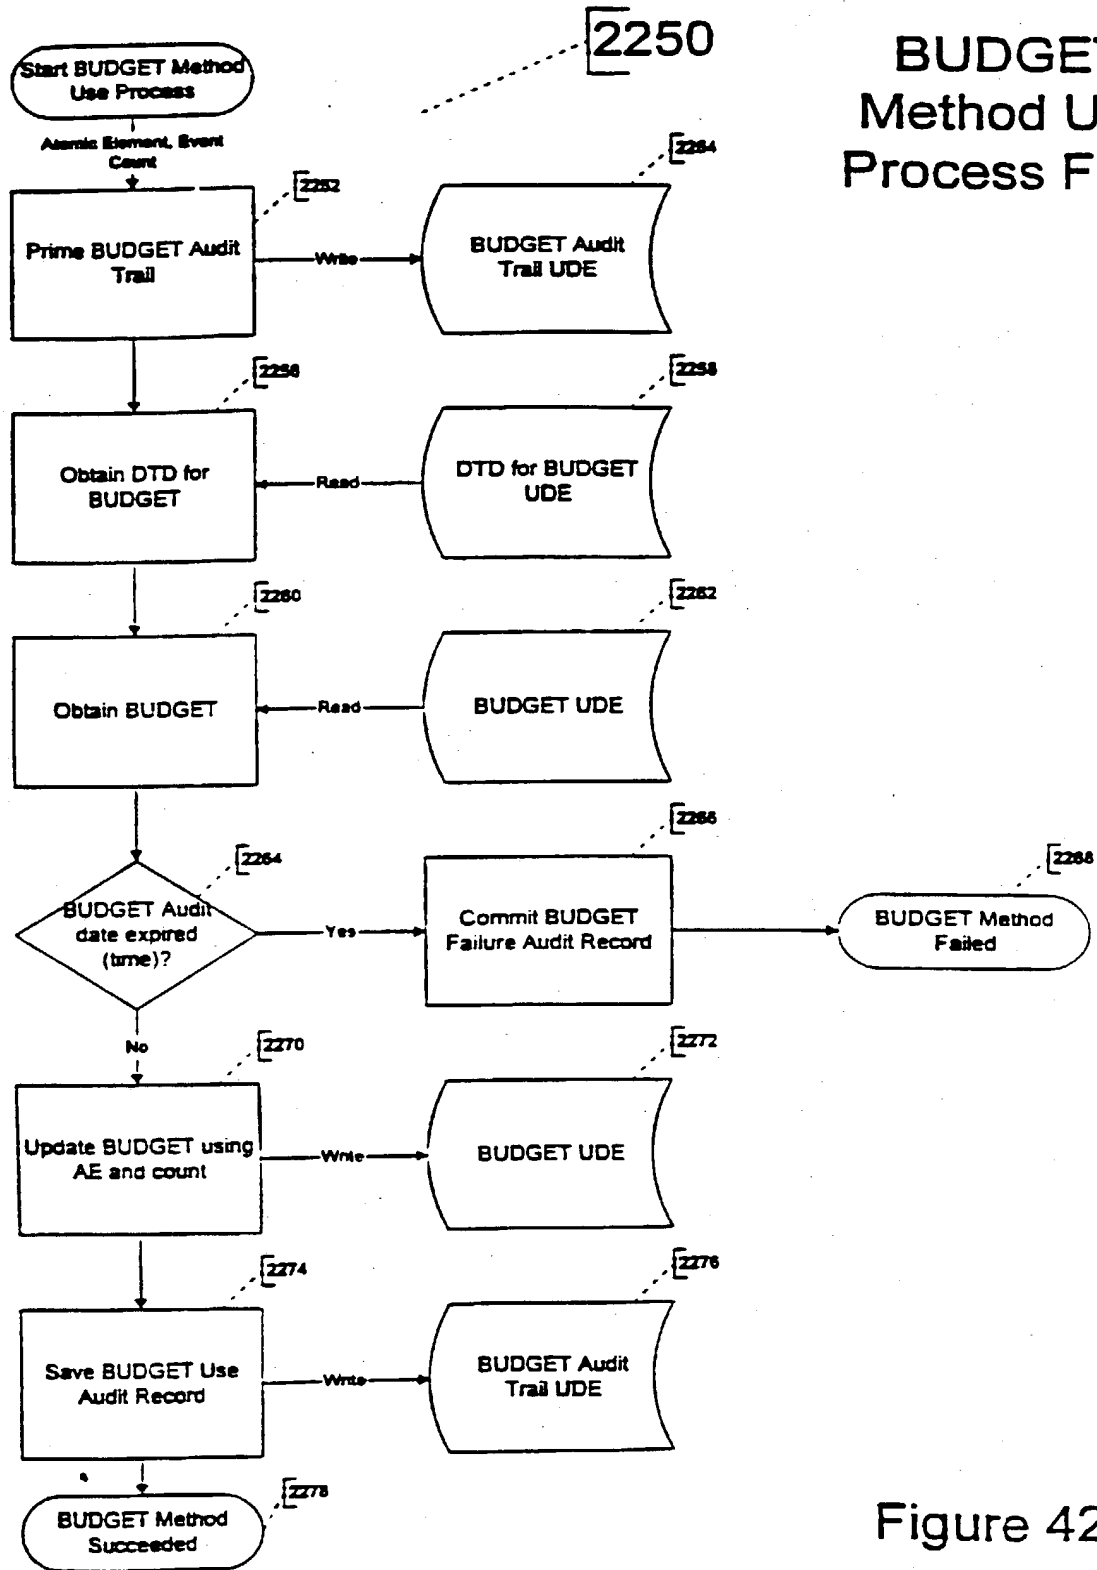 2250
BUDGET
Method U
Process F
Start BUDGET Method
Use Process
Atomic Element, Event
Count
2252
Prime BUDGET Audit
Trail
Write
2254
BUDGET Audit
Trail UDE
2256
Obtain DTD for
BUDGET
Read
2258
DTD for BUDGET
UDE
2260
Obtain BUDGET
Read
2262
BUDGET UDE
2264
BUDGET Audit
date expired
(time)?
Yes
2266
Commit BUDGET
Failure Audit Record
2268
BUDGET Method
Failed
No
2270
Update BUDGET using
AE and count
Write
2272
BUDGET UDE
2274
Save BUDGET Use
Audit Record
Write
2276
BUDGET Audit
Trail UDE
2278
BUDGET Method
Succeeded
Figure 42